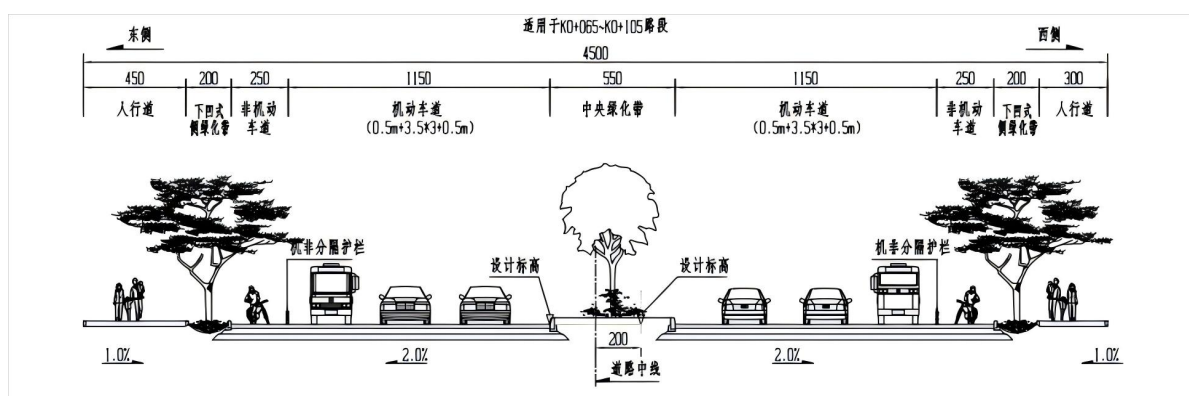 适用于K0+065~K0+105路段
东侧
西侧
4500
450 200 250 1150 550 1150 250 200 300
人行道
下凹式
侧绿化带
非机动
车道
机动车道
(0.5m+3.5*3+0.5m)
中央绿化带
机动车道
(0.5m+3.5*3+0.5m)
非机动
车道
下凹式
侧绿化带
人行道
机非分隔护栏
设计标高
设计标高
机非分隔护栏
200
1.0%
2.0%
2.0%
1.0%
道路中线